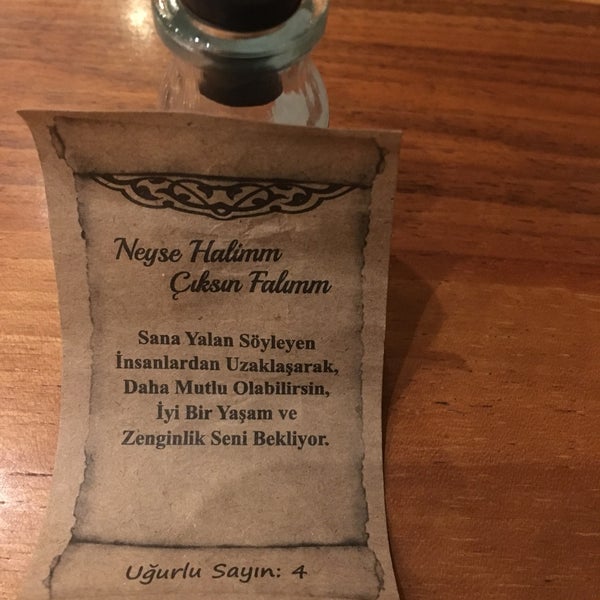 Neyse Halimm
Çıksın Falımm
Sana Yalan Söyleyen
İnsanlardan Uzaklaşarak,
Daha Mutlu Olabilirsin,
İyi Bir Yaşam ve
Zenginlik Seni Bekliyor.
Uğurlu Sayın: 4